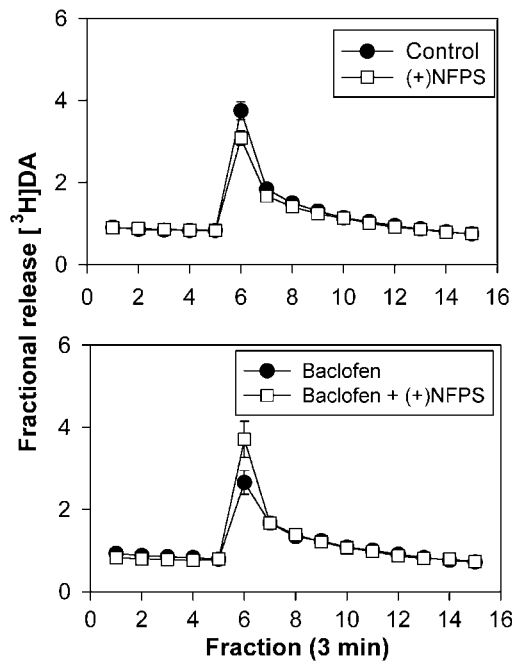 Fractional release [³H]DA
6
4
2
0
Control
(+)NFPS
0 2 4 6 8 10 12 14 16
6
4
2
0
Baclofen
Baclofen + (+)NFPS
0 2 4 6 8 10 12 14 16
Fraction (3 min)